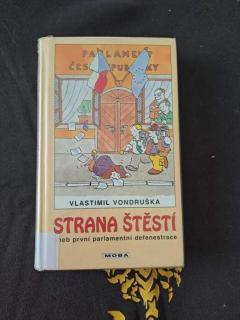 PARLAMENT
ČESKÉ REPUBLIKY
VLASTIMIL VONDRUŠKA
STRANA ŠTĚSTÍ
aneb první parlamentní defenestrace
MOBA